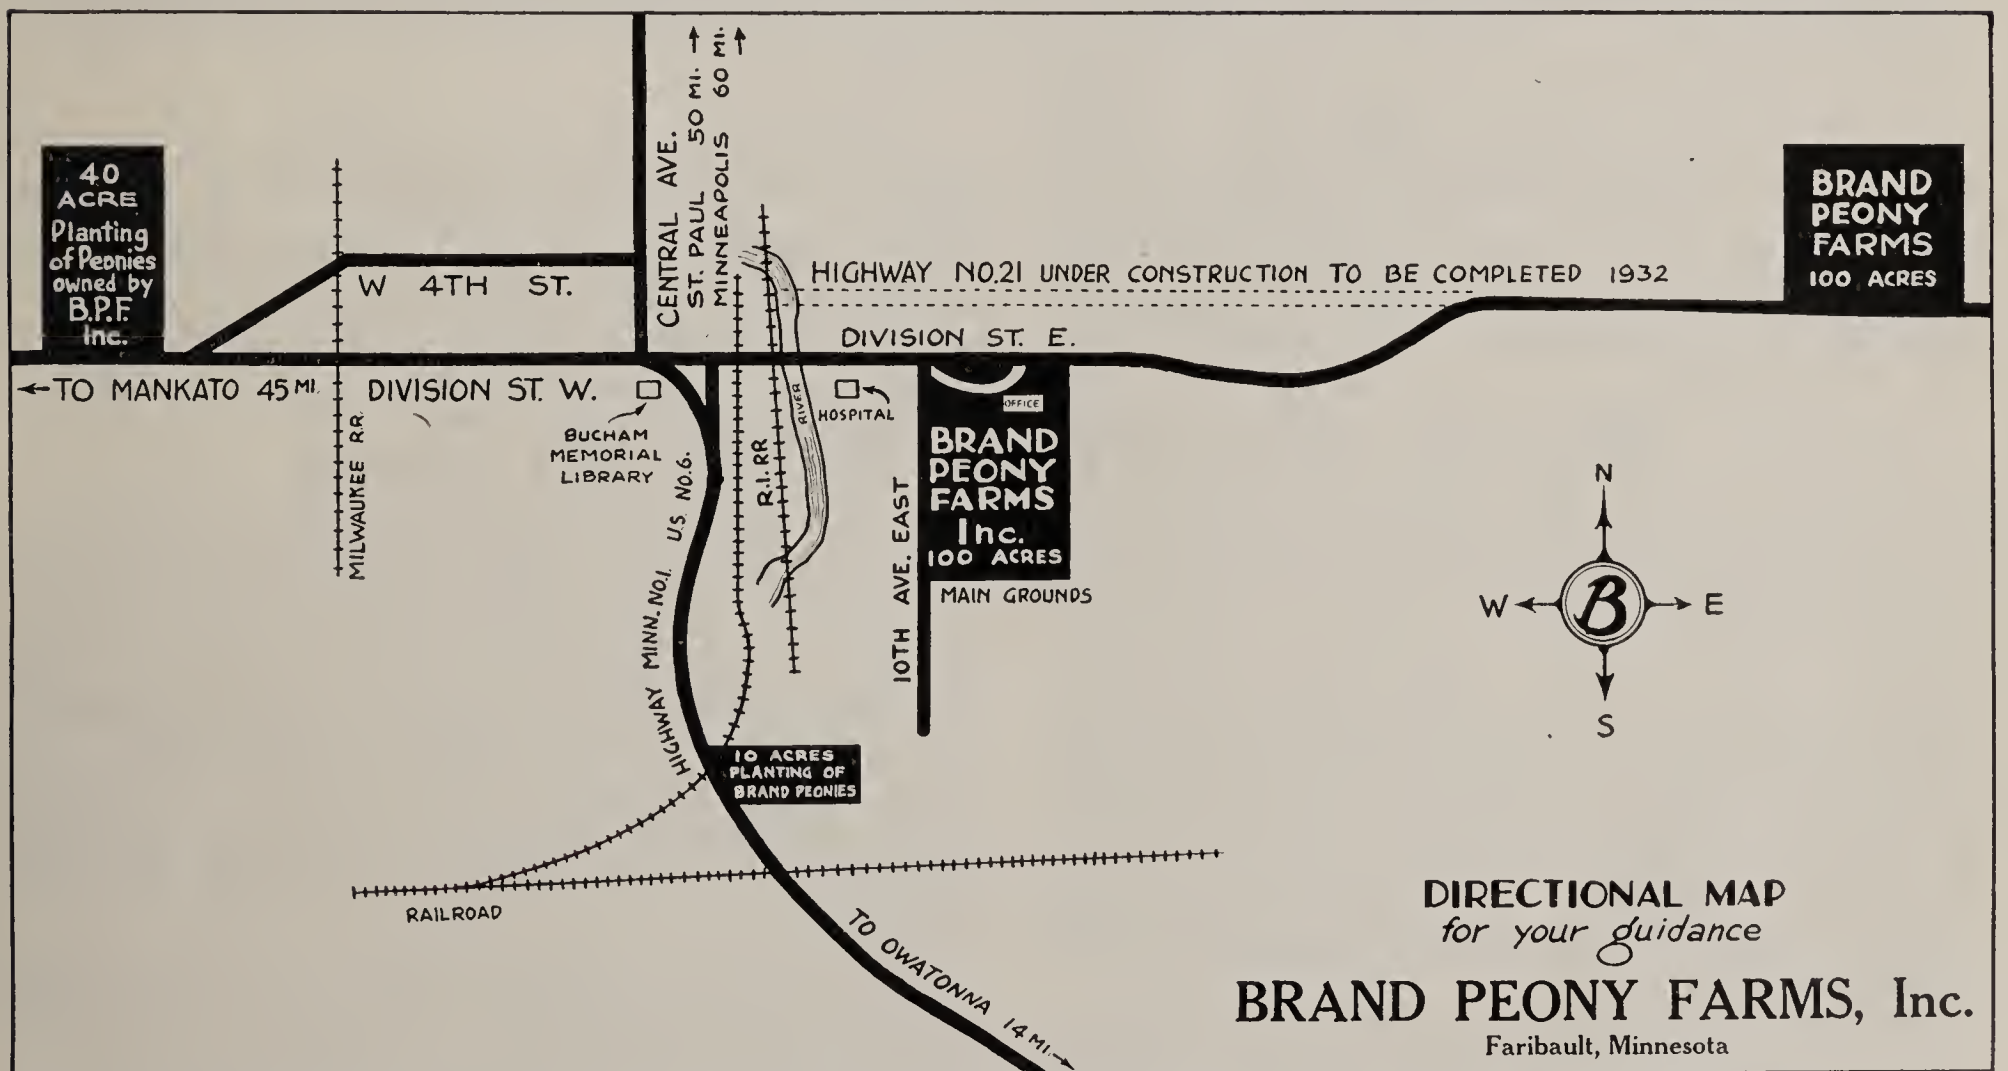 40
ACRE
Planting
of Peonies
owned by
B.P.F.
Inc.
W 4TH ST.
CENTRAL AVE.
ST. PAUL 50 MI.
MINNEAPOLIS 60 MI.
HIGHWAY NO.21 UNDER CONSTRUCTION TO BE COMPLETED 1932
BRAND
PEONY
FARMS
100 ACRES
DIVISION ST. E.
TO MANKATO 45 MI.
DIVISION ST. W.
MILWAUKEE R.R.
BUCHAM
MEMORIAL
LIBRARY
R.I. RR
RIVER
HOSPITAL
OFFICE
BRAND
PEONY
FARMS
Inc.
100 ACRES
MAIN GROUNDS
10TH AVE. EAST
HIGHWAY MINN. NO.1. U.S. NO.6.
10 ACRES
PLANTING OF
BRAND PEONIES
RAILROAD
TO OWATONNA 14 MI.
N
W
B
E
S
DIRECTIONAL MAP
for your guidance
BRAND PEONY FARMS, Inc.
Faribault, Minnesota